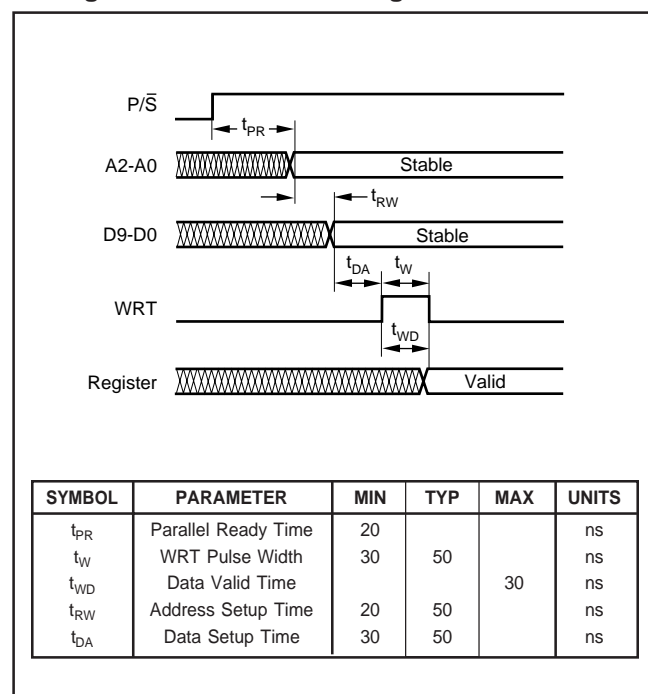 P/S̅
t_PR
A2-A0
Stable
t_RW
D9-D0
Stable
t_DA
t_W
WRT
t_WD
Register
Valid
SYMBOL PARAMETER MIN TYP MAX UNITS
t_PR Parallel Ready Time 20 ns
t_W WRT Pulse Width 30 50 ns
t_WD Data Valid Time 30 ns
t_RW Address Setup Time 20 50 ns
t_DA Data Setup Time 30 50 ns